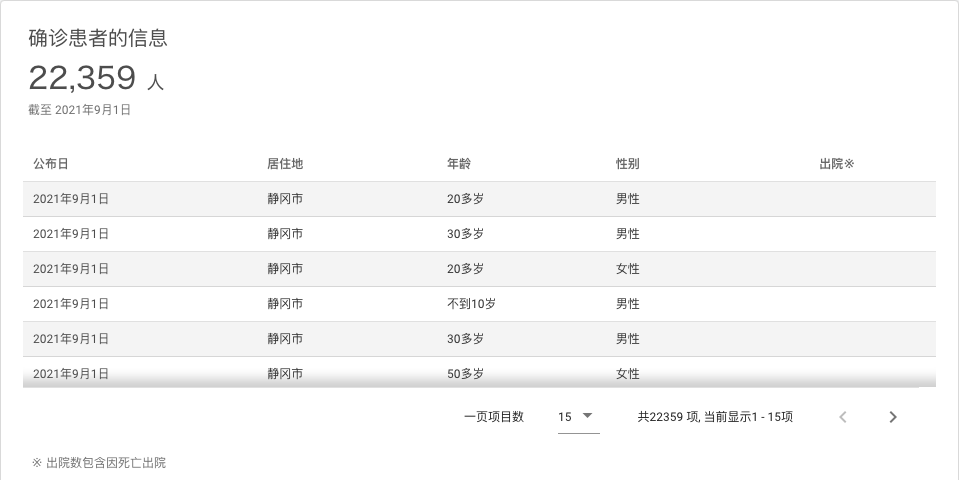 确诊患者的信息
22,359 人
截至 2021年9月1日
公布日 居住地 年龄 性别 出院※
2021年9月1日 静冈市 20多岁 男性
2021年9月1日 静冈市 30多岁 男性
2021年9月1日 静冈市 20多岁 女性
2021年9月1日 静冈市 不到10岁 男性
2021年9月1日 静冈市 30多岁 男性
2021年9月1日 静冈市 50多岁 女性
一页项目数 15 共22359 项, 当前显示1 - 15项
※ 出院数包含因死亡出院